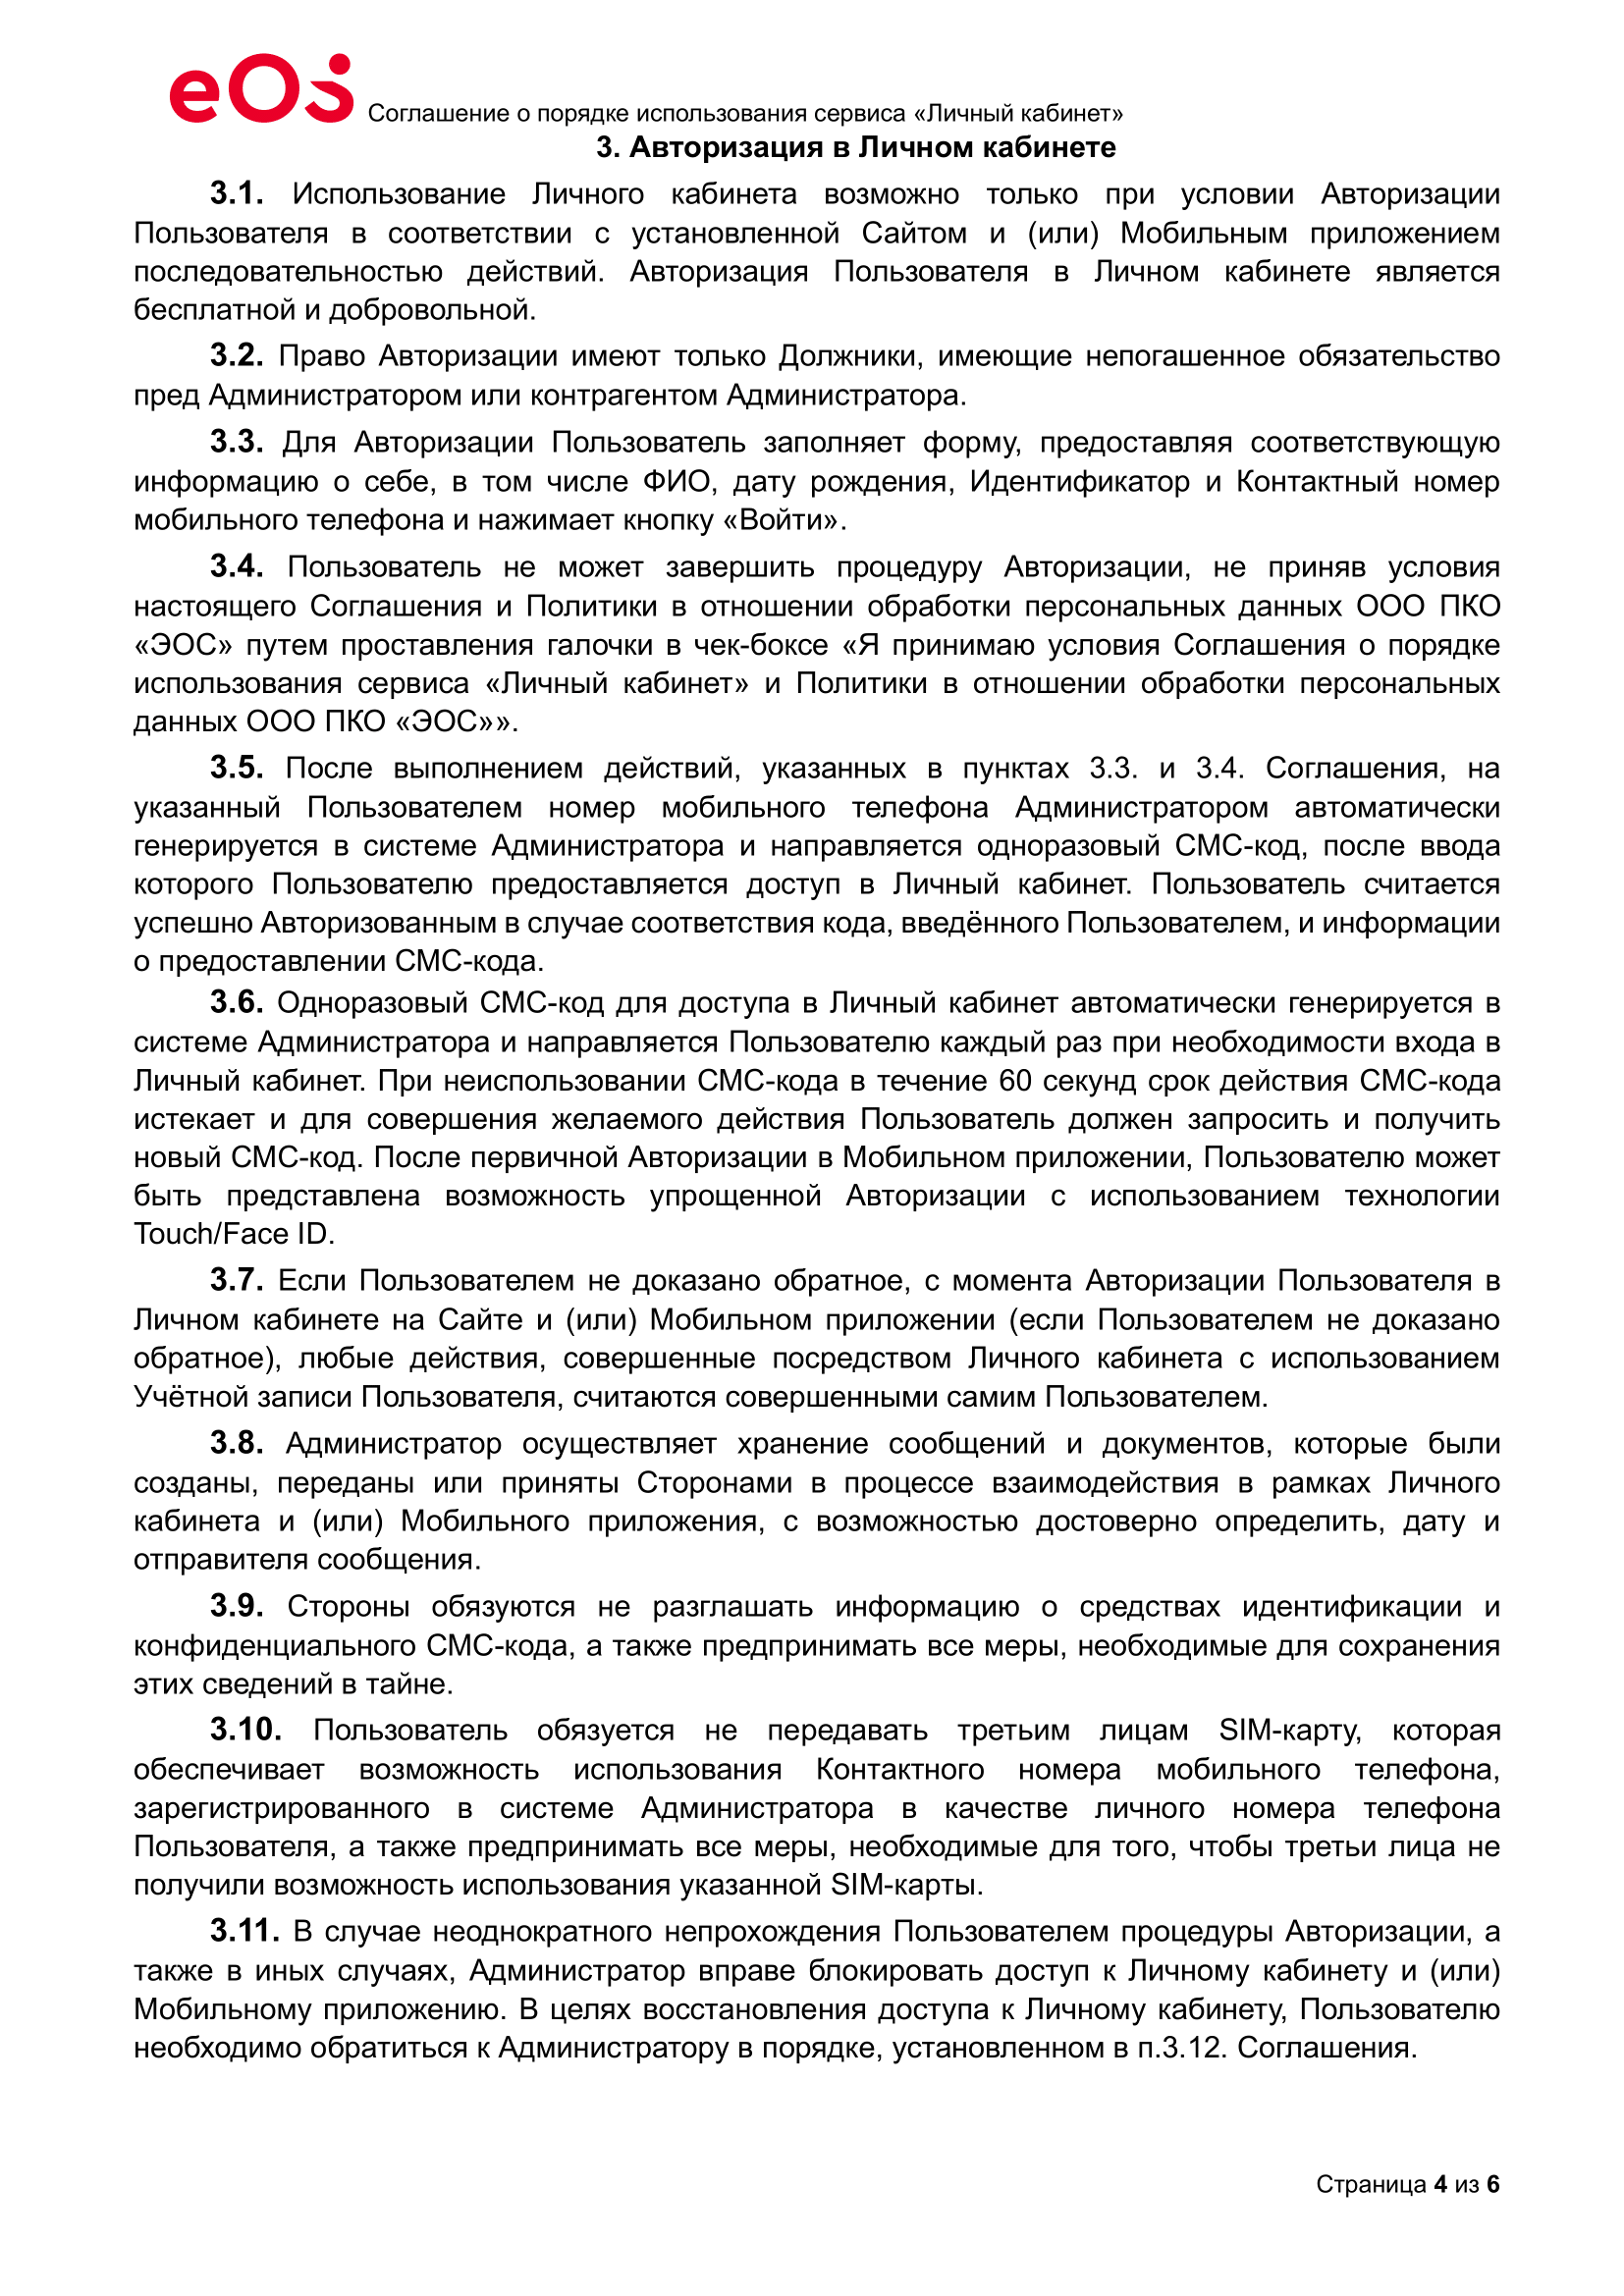 eos Соглашение о порядке использования сервиса «Личный кабинет»
3. Авторизация в Личном кабинете
3.1. Использование Личного кабинета возможно только при условии Авторизации
Пользователя в соответствии с установленной Сайтом и (или) Мобильным приложением
последовательностью действий. Авторизация Пользователя в Личном кабинете является
бесплатной и добровольной.
3.2. Право Авторизации имеют только Должники, имеющие непогашенное обязательство
пред Администратором или контрагентом Администратора.
3.3. Для Авторизации Пользователь заполняет форму, предоставляя соответствующую
информацию о себе, в том числе ФИО, дату рождения, Идентификатор и Контактный номер
мобильного телефона и нажимает кнопку «Войти».
3.4. Пользователь не может завершить процедуру Авторизации, не приняв условия
настоящего Соглашения и Политики в отношении обработки персональных данных ООО ПКО
«ЭОС» путем проставления галочки в чек-боксе «Я принимаю условия Соглашения о порядке
использования сервиса «Личный кабинет» и Политики в отношении обработки персональных
данных ООО ПКО «ЭОС»».
3.5. После выполнением действий, указанных в пунктах 3.3. и 3.4. Соглашения, на
указанный Пользователем номер мобильного телефона Администратором автоматически
генерируется в системе Администратора и направляется одноразовый СМС-код, после ввода
которого Пользователю предоставляется доступ в Личный кабинет. Пользователь считается
успешно Авторизованным в случае соответствия кода, введённого Пользователем, и информации
о предоставлении СМС-кода.
3.6. Одноразовый СМС-код для доступа в Личный кабинет автоматически генерируется в
системе Администратора и направляется Пользователю каждый раз при необходимости входа в
Личный кабинет. При неиспользовании СМС-кода в течение 60 секунд срок действия СМС-кода
истекает и для совершения желаемого действия Пользователь должен запросить и получить
новый СМС-код. После первичной Авторизации в Мобильном приложении, Пользователю может
быть представлена возможность упрощенной Авторизации с использованием технологии
Touch/Face ID.
3.7. Если Пользователем не доказано обратное, с момента Авторизации Пользователя в
Личном кабинете на Сайте и (или) Мобильном приложении (если Пользователем не доказано
обратное), любые действия, совершенные посредством Личного кабинета с использованием
Учётной записи Пользователя, считаются совершенными самим Пользователем.
3.8. Администратор осуществляет хранение сообщений и документов, которые были
созданы, переданы или приняты Сторонами в процессе взаимодействия в рамках Личного
кабинета и (или) Мобильного приложения, с возможностью достоверно определить, дату и
отправителя сообщения.
3.9. Стороны обязуются не разглашать информацию о средствах идентификации и
конфиденциального СМС-кода, а также предпринимать все меры, необходимые для сохранения
этих сведений в тайне.
3.10. Пользователь обязуется не передавать третьим лицам SIM-карту, которая
обеспечивает возможность использования Контактного номера мобильного телефона,
зарегистрированного в системе Администратора в качестве личного номера телефона
Пользователя, а также предпринимать все меры, необходимые для того, чтобы третьи лица не
получили возможность использования указанной SIM-карты.
3.11. В случае неоднократного непрохождения Пользователем процедуры Авторизации, а
также в иных случаях, Администратор вправе блокировать доступ к Личному кабинету и (или)
Мобильному приложению. В целях восстановления доступа к Личному кабинету, Пользователю
необходимо обратиться к Администратору в порядке, установленном в п.3.12. Соглашения.
Страница 4 из 6